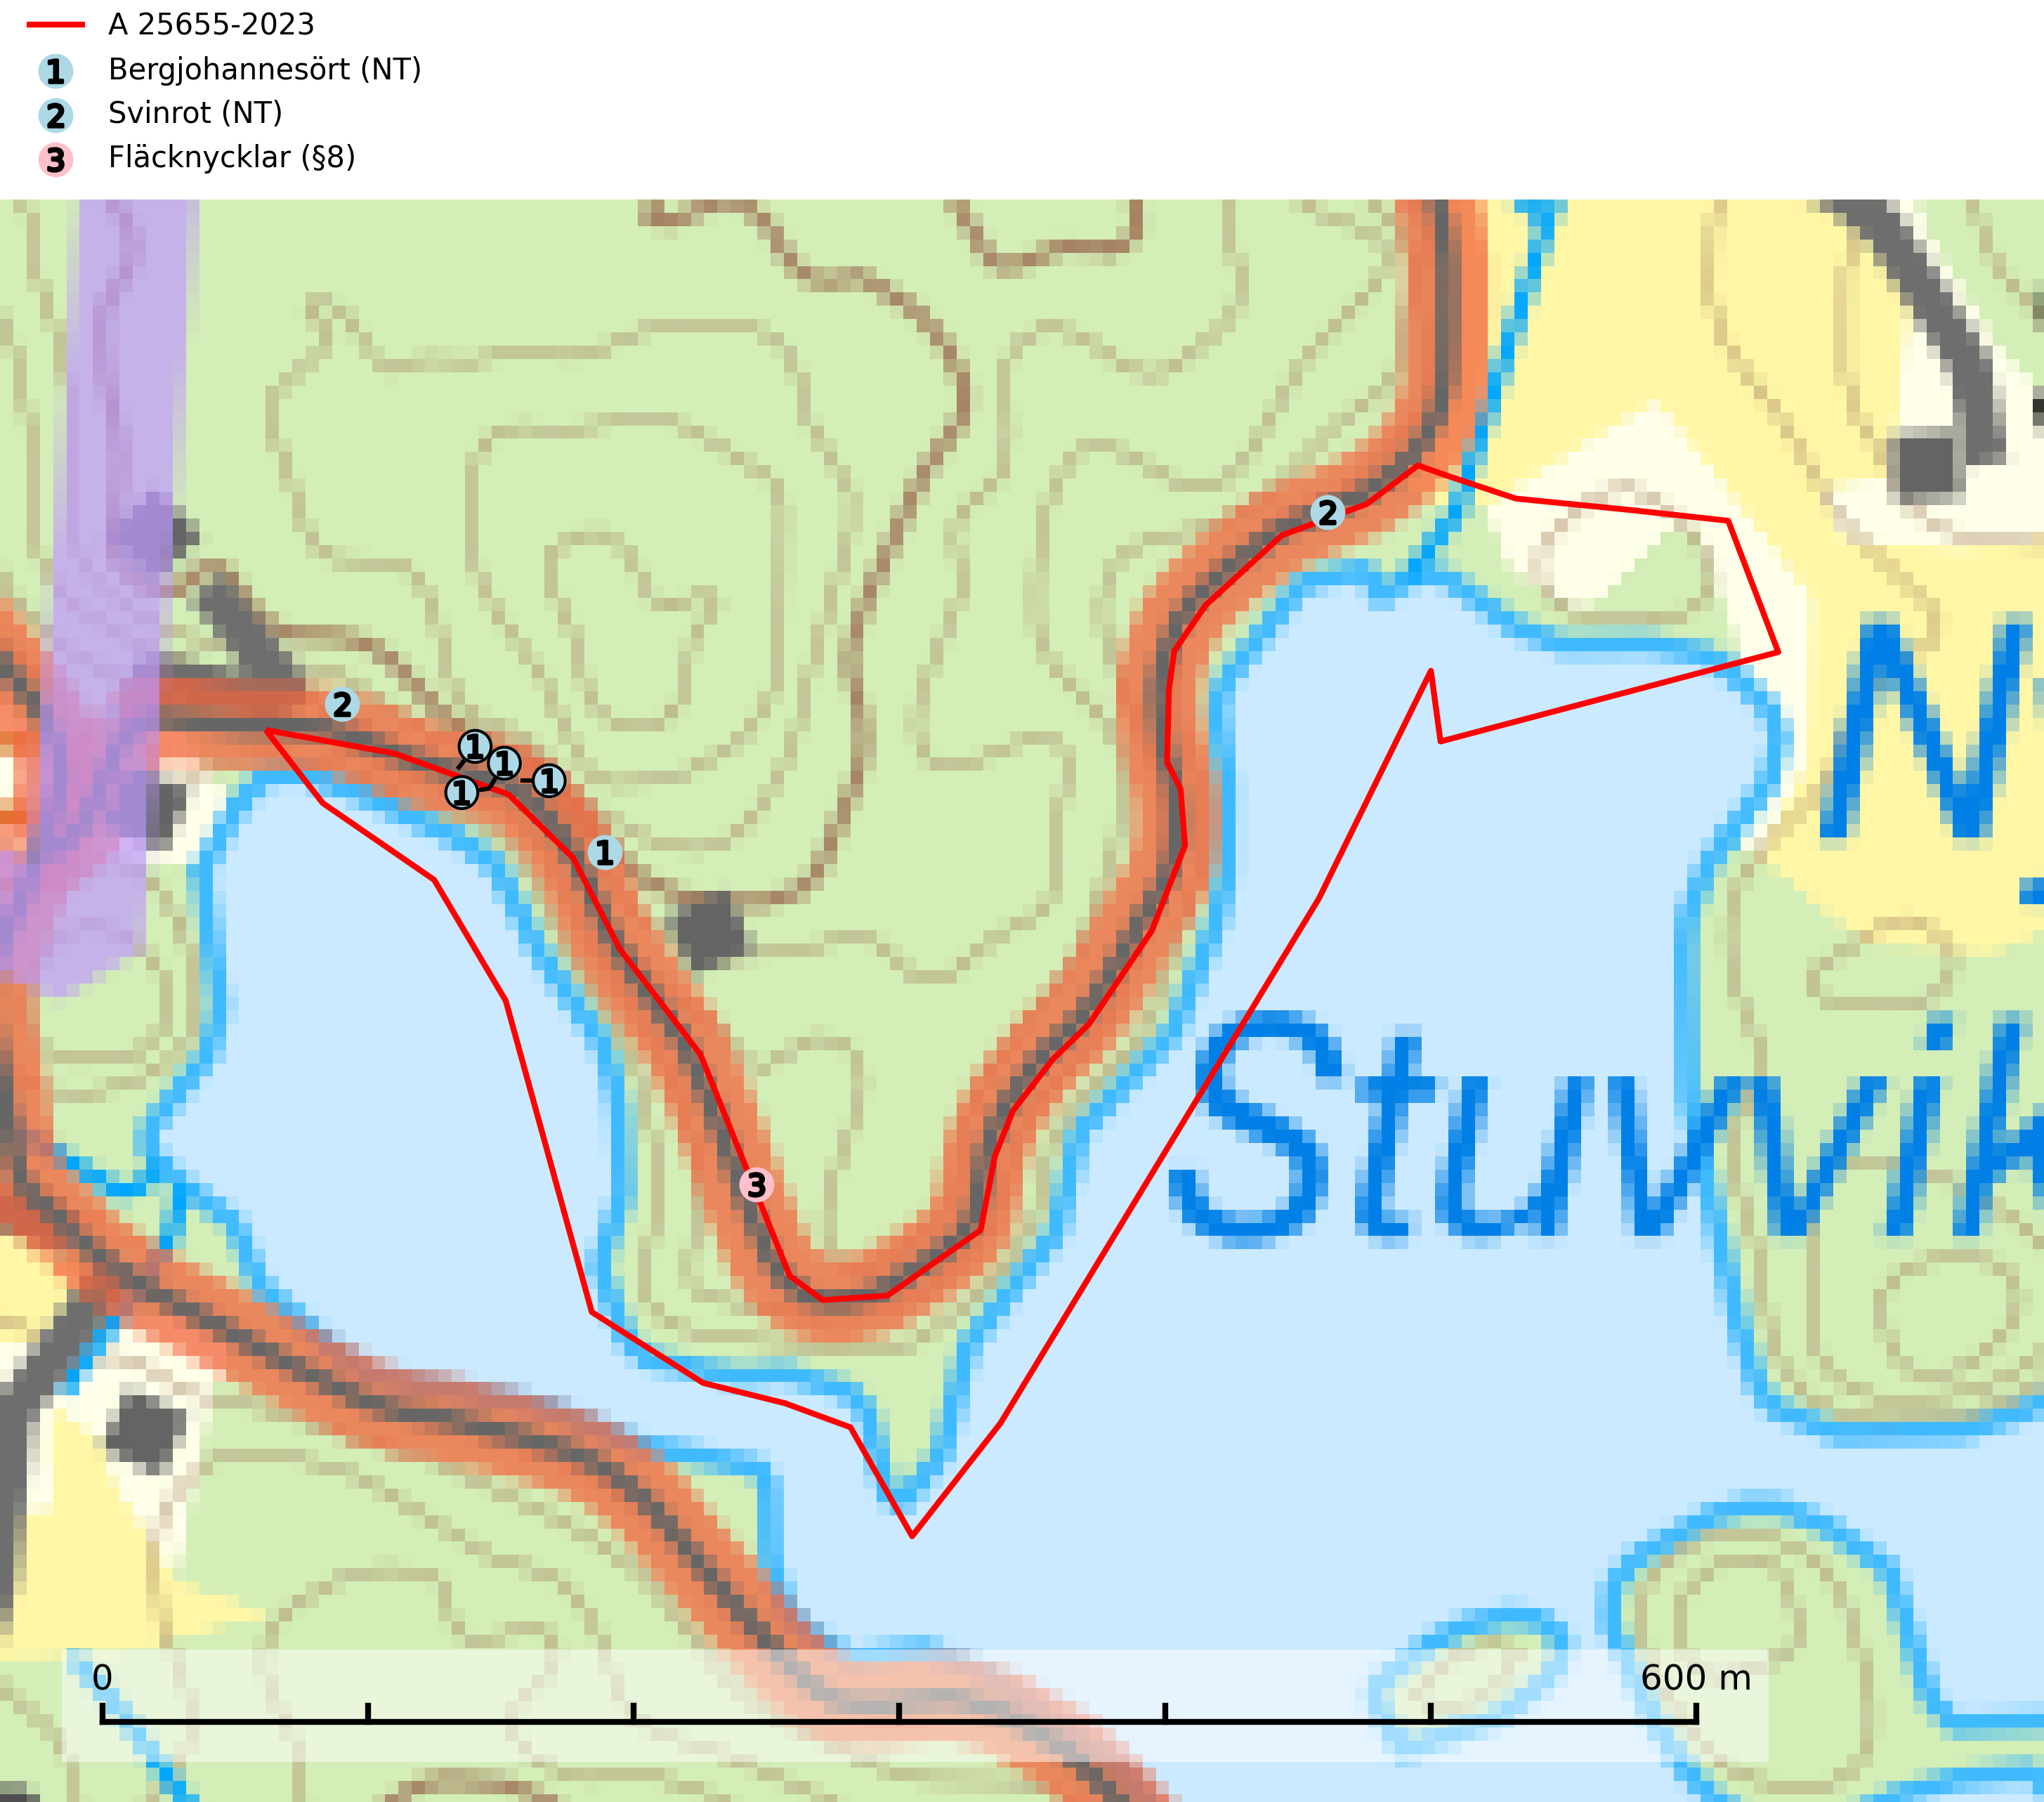 A 25655-2023
1 Bergjohannesört (NT)
2 Svinrot (NT)
3 Fläcknycklar (§8)
2
2
1
1
1
1
1
3
0
600 m